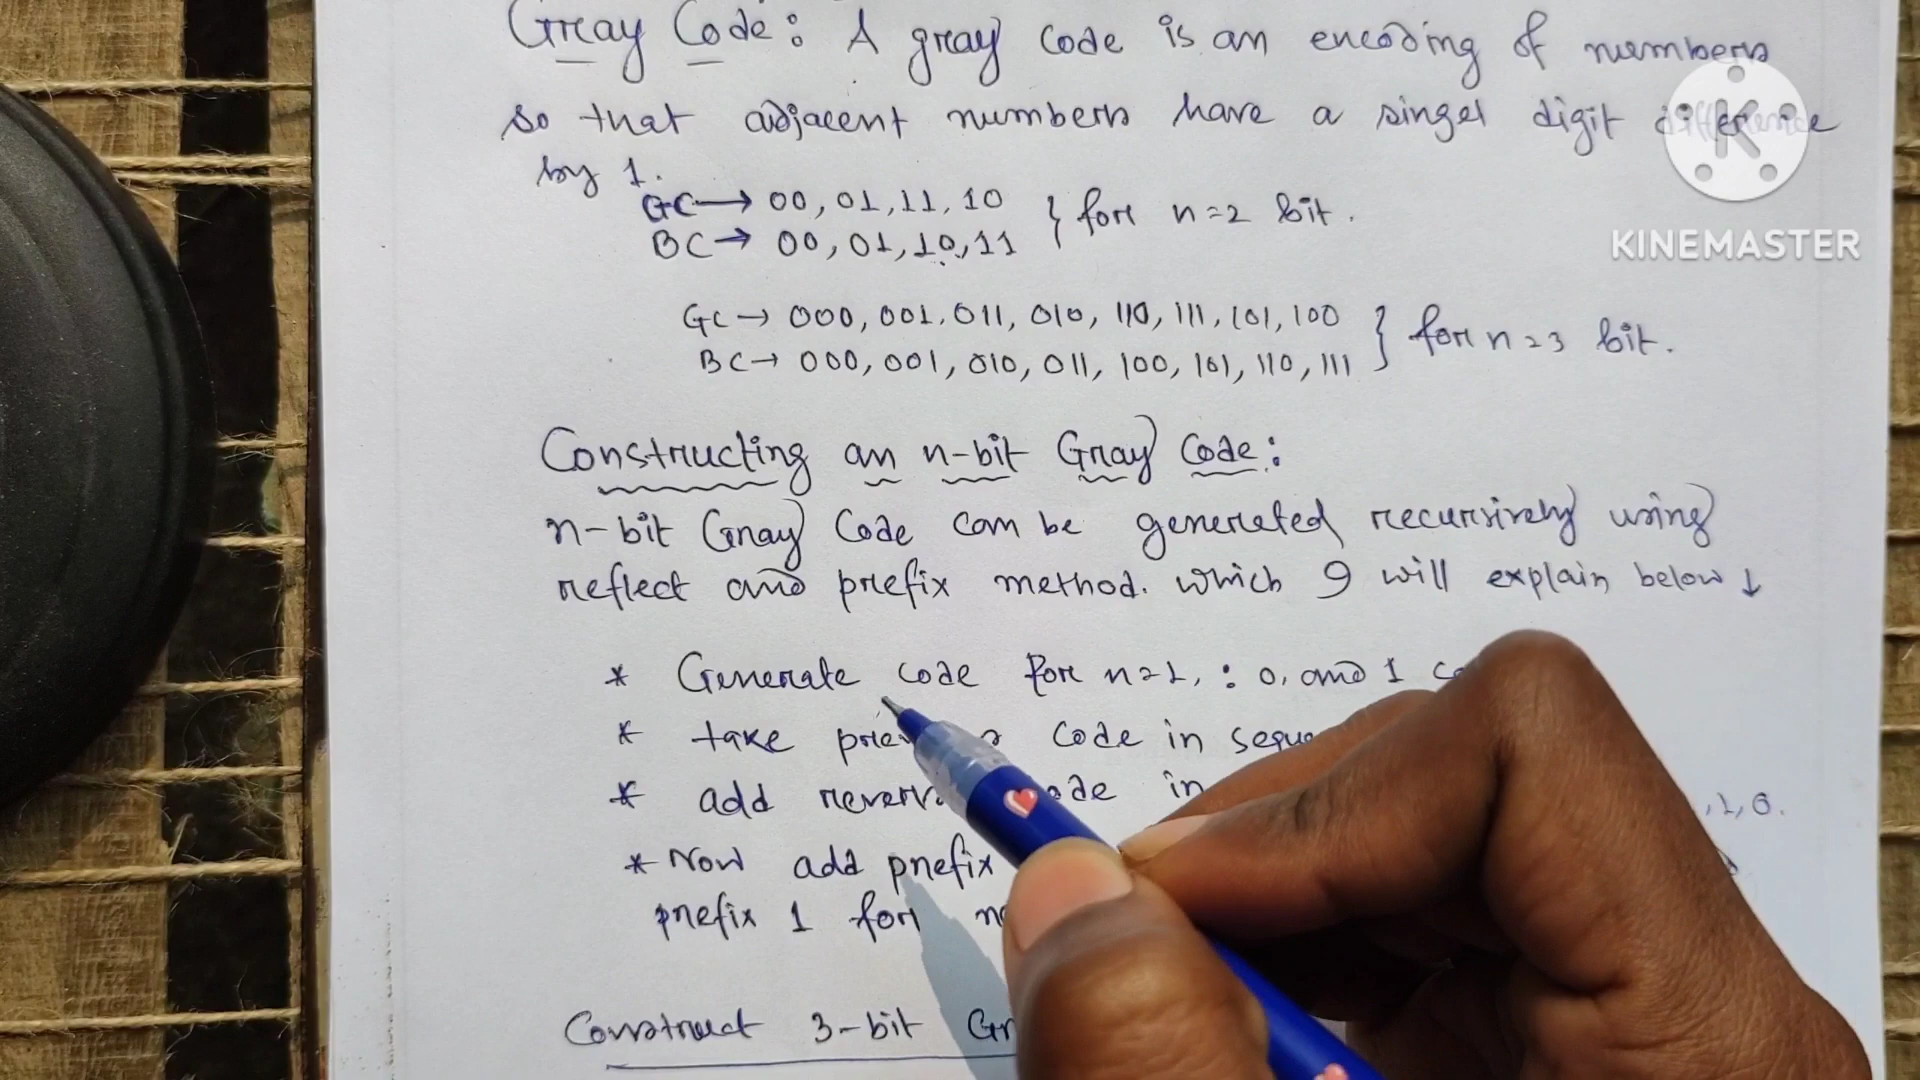 Gray Code: A gray code is an encoding of numbers
so that adjacent numbers have a singel digit difference
by 1.
GC → 00, 01, 11, 10 } for n=2 bit.
BC → 00, 01, 10, 11
KINEMASTER
GC → 000, 001, 011, 010, 110, 111, 101, 100 } for n=3 bit.
BC → 000, 001, 010, 011, 100, 101, 110, 111
Constructing an n-bit Gray Code:
n-bit Gray Code can be generated recursively using
reflect and prefix method. which I will explain below ↓
* Generate code for n=1, : 0, and 1
* take code in
* add code in , 1, 0.
* Now add prefix
prefix 1 for
Construct 3-bit